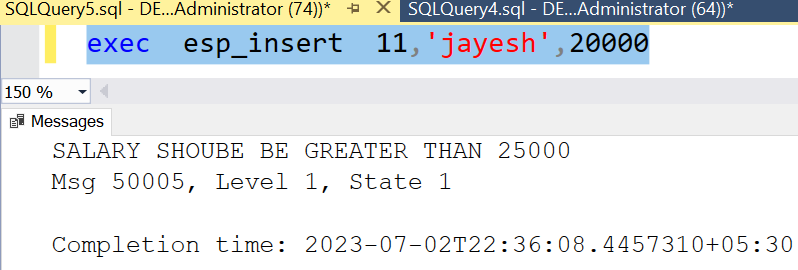 SQLQuery5.sql - DE...Administrator (74))* SQLQuery4.sql - DE...Administrator (64))*
exec esp_insert 11,'jayesh',20000
150 %
Messages
SALARY SHOUBE BE GREATER THAN 25000
Msg 50005, Level 1, State 1
Completion time: 2023-07-02T22:36:08.4457310+05:30